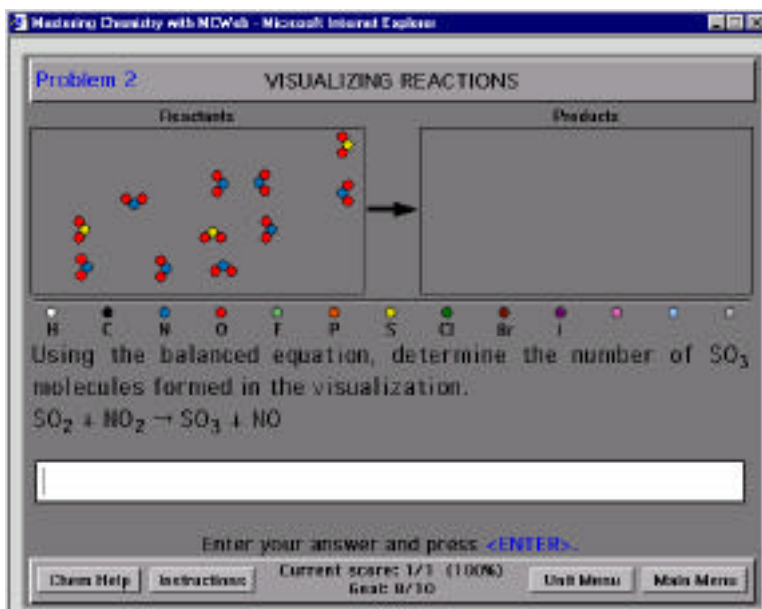 Mastering Chemistry with MCWeb - Microsoft Internet Explorer
Problem 2 VISUALIZING REACTIONS
Reactants Products
H C N O F P S Cl Br I
Using the balanced equation, determine the number of SO₃
molecules formed in the visualization.
SO₂ + NO₂ → SO₃ + NO
Enter your answer and press <ENTER>.
Chem Help Instructions Current score: 1/1 (100%) Unit Menu Main Menu
Goal: 8/10